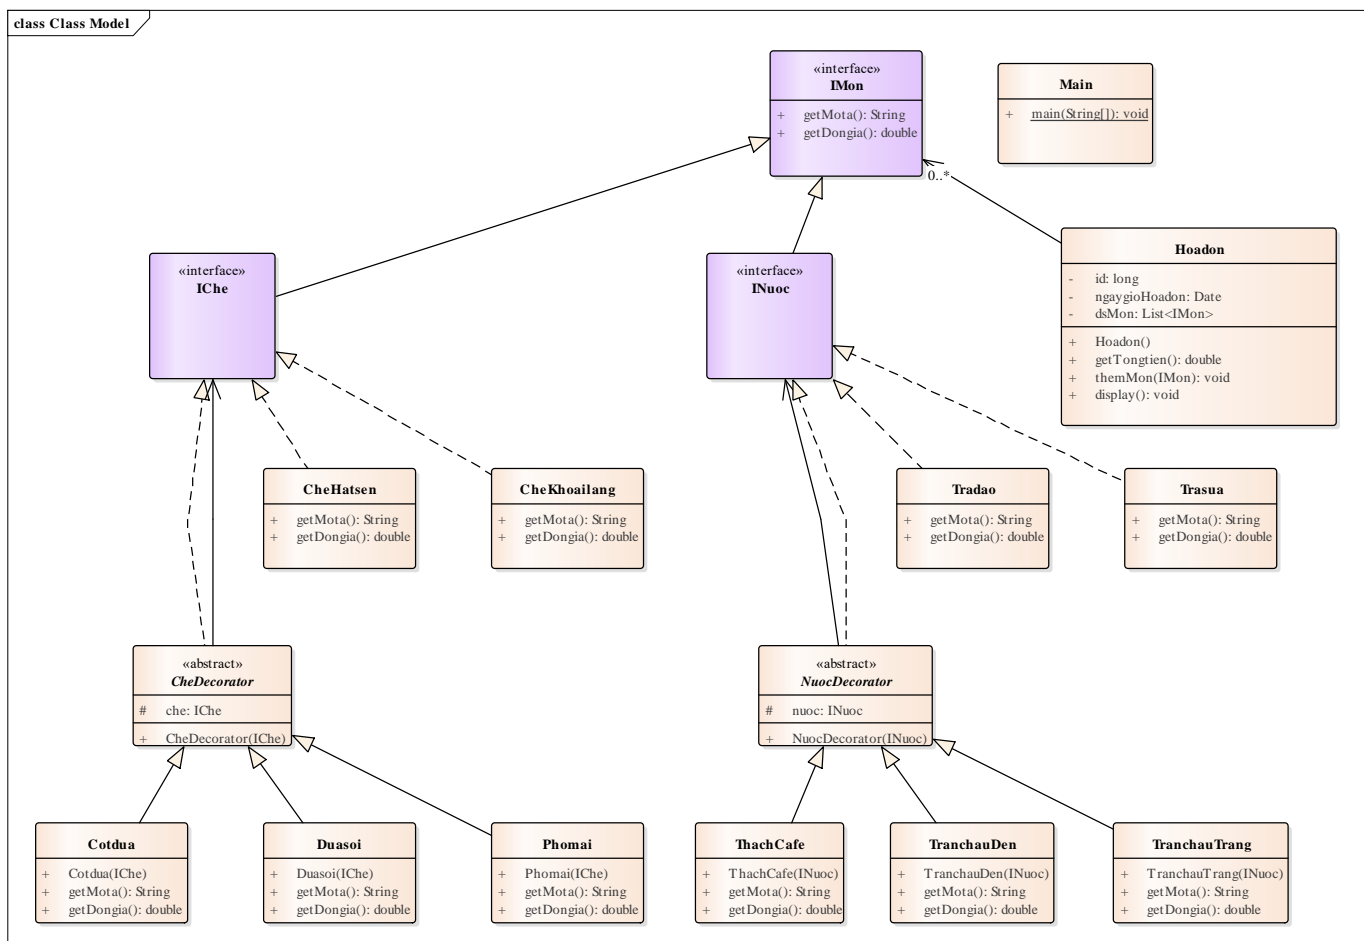 class Class Model
«interface»
IMon
+ getMota(): String
+ getDongia(): double
Main
+ main(String[]): void
0..*
Hoadon
- id: long
- ngaygioHoadon: Date
- dsMon: List<IMon>
+ Hoadon()
+ getTongtien(): double
+ themMon(IMon): void
+ display(): void
«interface»
IChe
«interface»
INuoc
CheHatsen
+ getMota(): String
+ getDongia(): double
CheKhoailang
+ getMota(): String
+ getDongia(): double
Tradao
+ getMota(): String
+ getDongia(): double
Trasua
+ getMota(): String
+ getDongia(): double
«abstract»
CheDecorator
# che: IChe
+ CheDecorator(IChe)
«abstract»
NuocDecorator
# nuoc: INuoc
+ NuocDecorator(INuoc)
Cotdua
+ Cotdua(IChe)
+ getMota(): String
+ getDongia(): double
Duasoi
+ Duasoi(IChe)
+ getMota(): String
+ getDongia(): double
Phomai
+ Phomai(IChe)
+ getMota(): String
+ getDongia(): double
ThachCafe
+ ThachCafe(INuoc)
+ getMota(): String
+ getDongia(): double
TranchauDen
+ TranchauDen(INuoc)
+ getMota(): String
+ getDongia(): double
TranchauTrang
+ TranchauTrang(INuoc)
+ getMota(): String
+ getDongia(): double